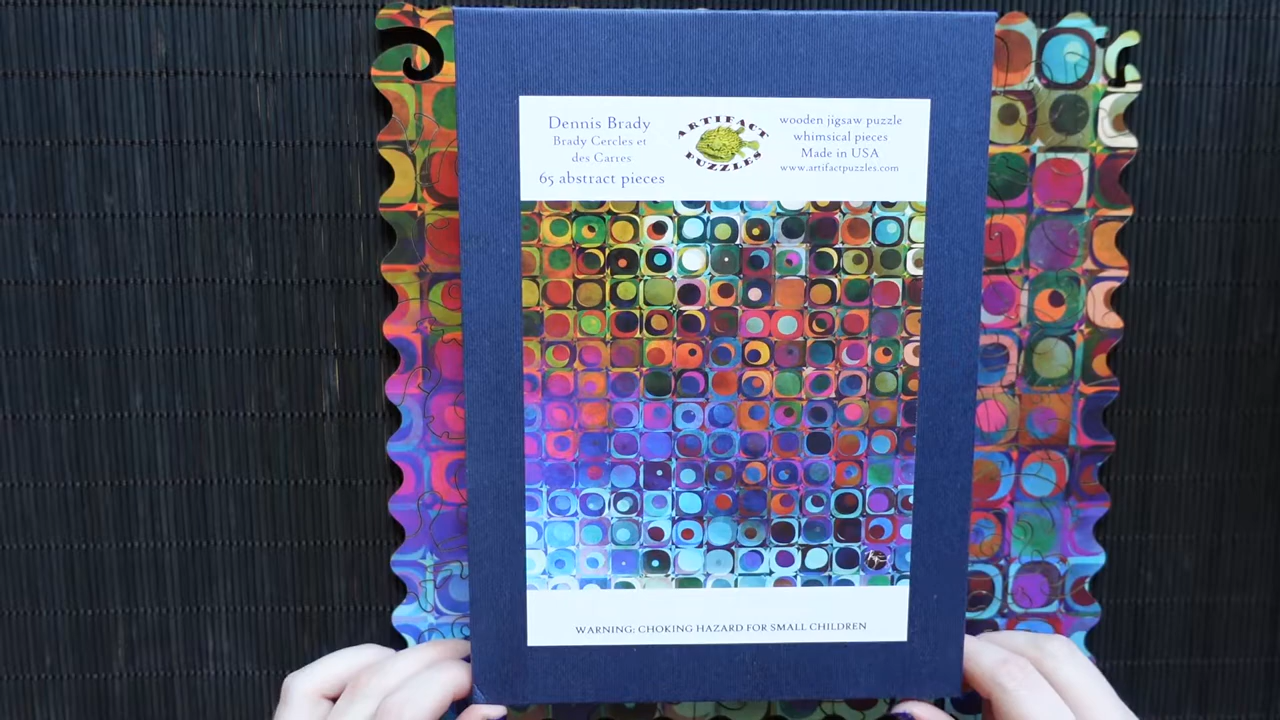 Dennis Brady
Brady Cercles et
des Carres
65 abstract pieces
ARTIFACT
PUZZLES
wooden jigsaw puzzle
whimsical pieces
Made in USA
www.artifactpuzzles.com
WARNING: CHOKING HAZARD FOR SMALL CHILDREN